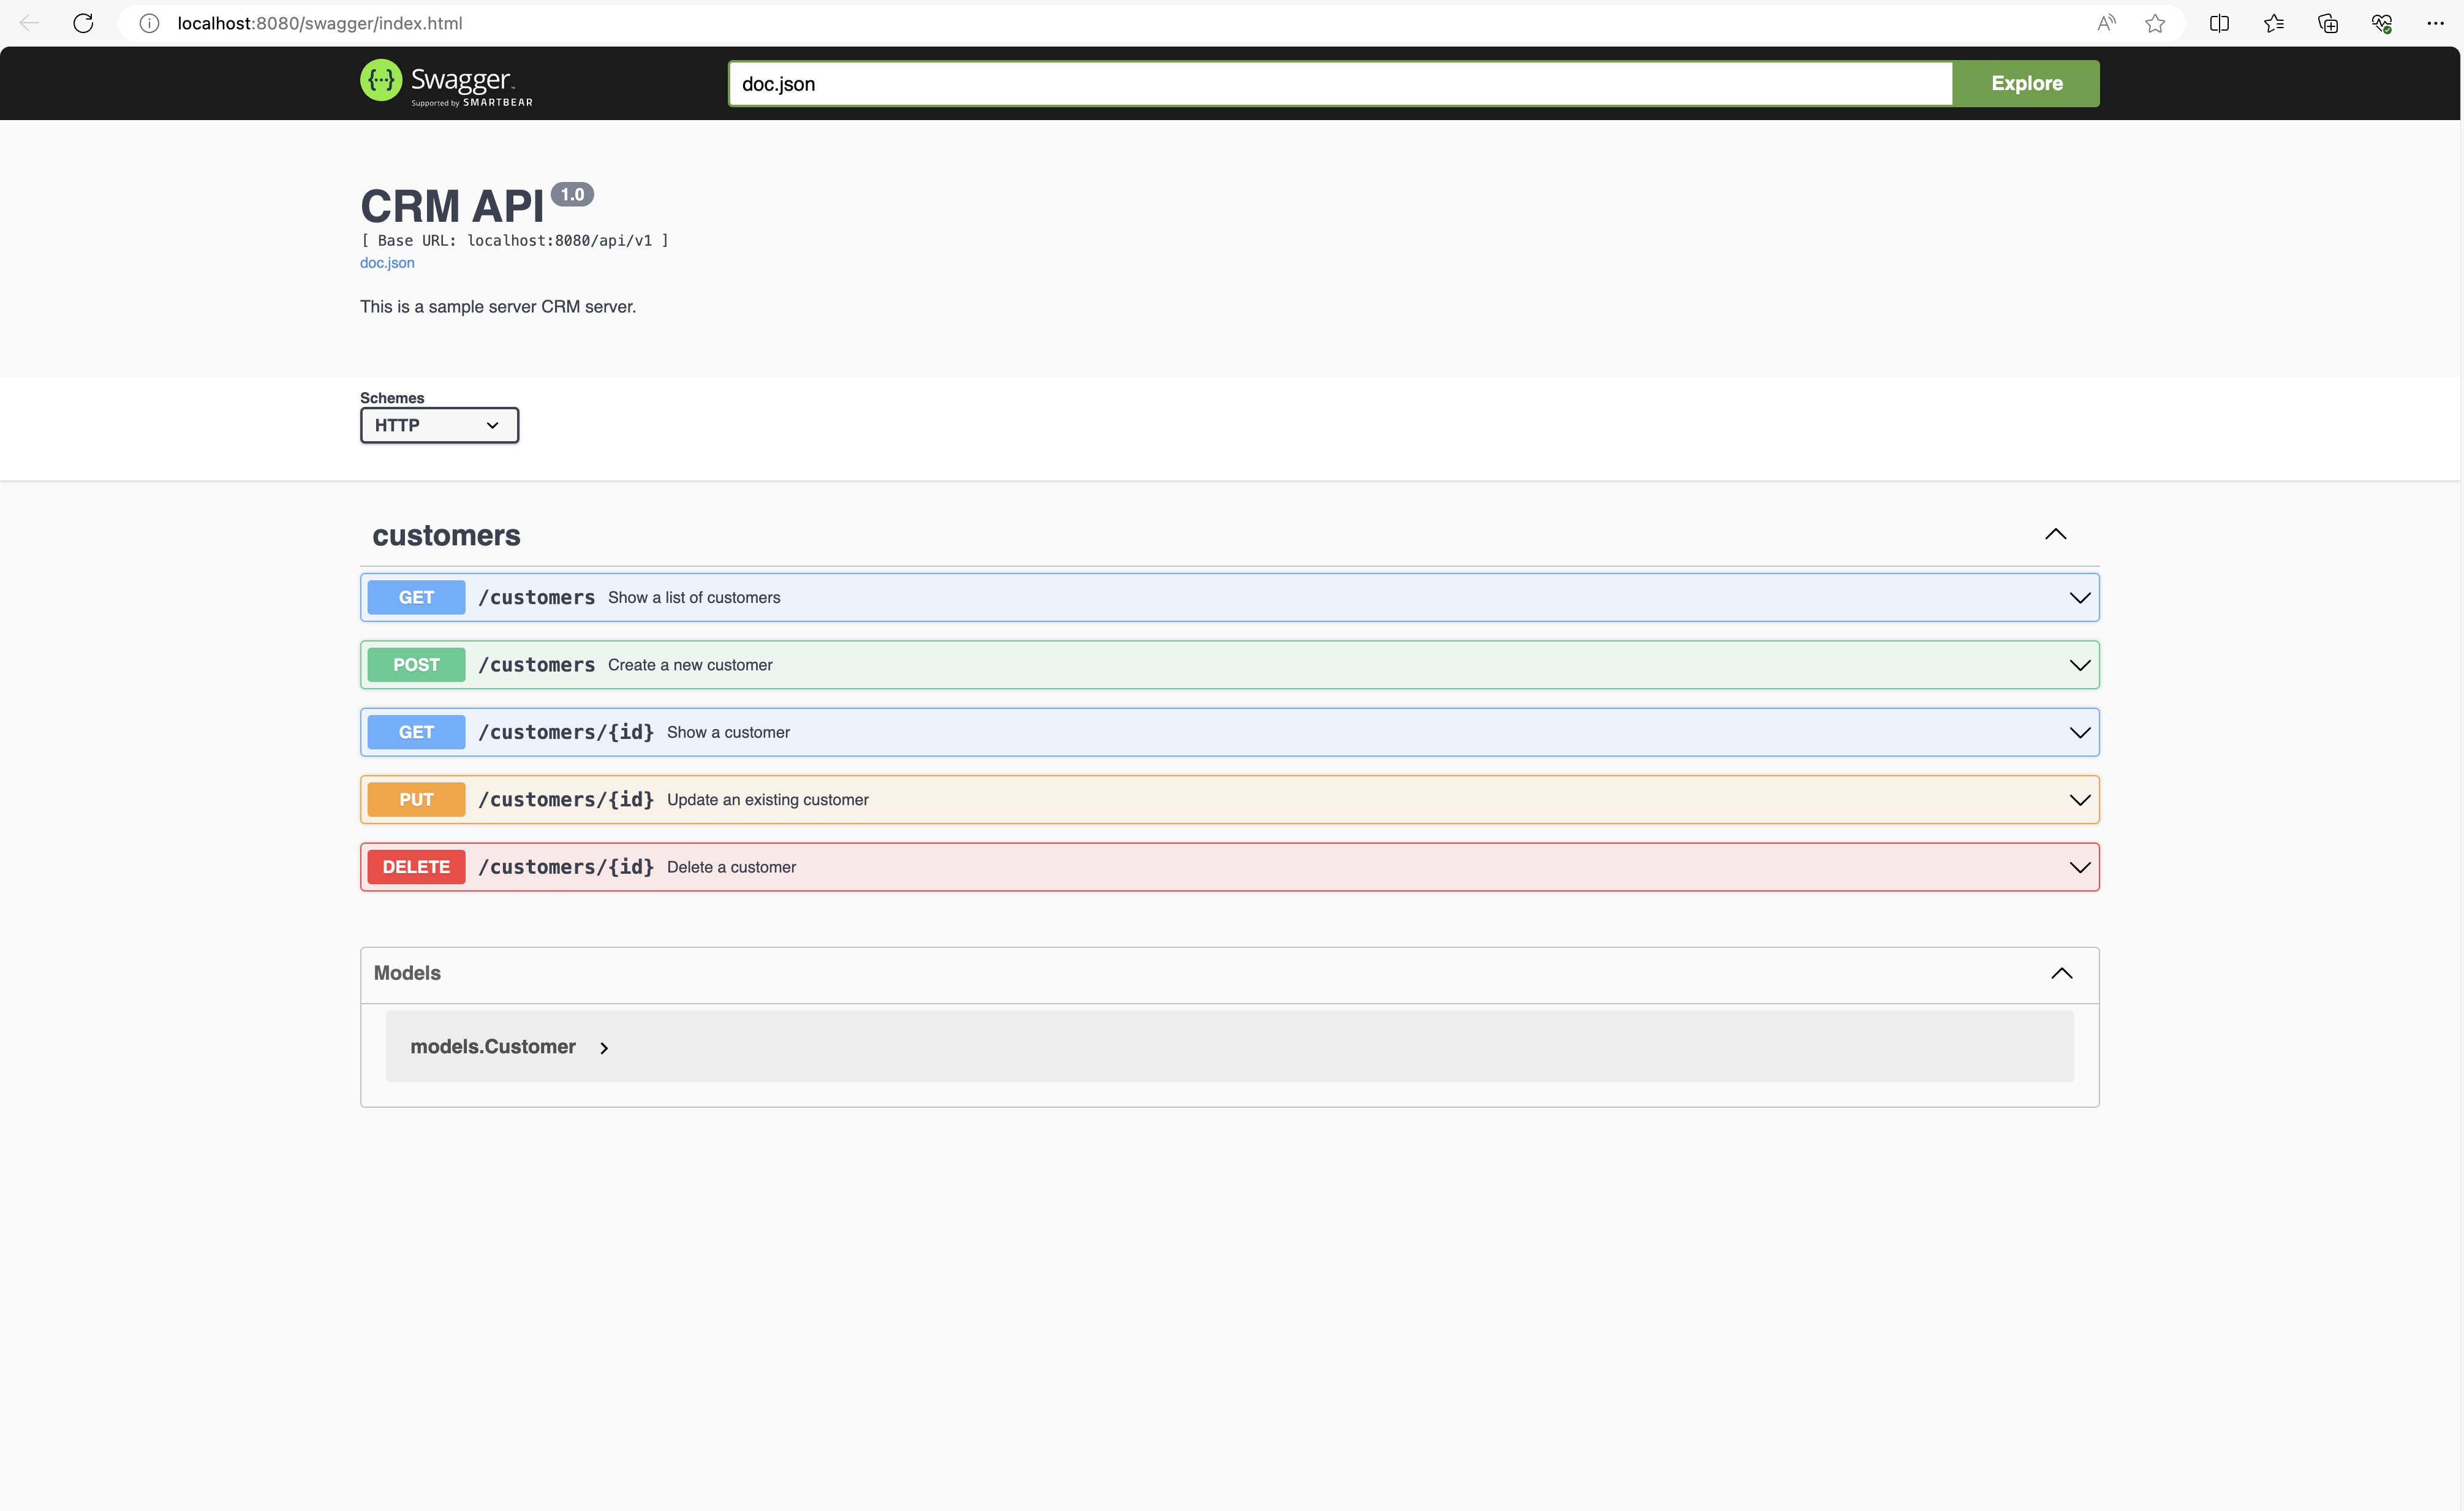 localhost:8080/swagger/index.html
Swagger
Supported by SMARTBEAR
doc.json
Explore
CRM API 1.0
[ Base URL: localhost:8080/api/v1 ]
doc.json
This is a sample server CRM server.
Schemes
HTTP
customers
GET /customers Show a list of customers
POST /customers Create a new customer
GET /customers/{id} Show a customer
PUT /customers/{id} Update an existing customer
DELETE /customers/{id} Delete a customer
Models
models.Customer